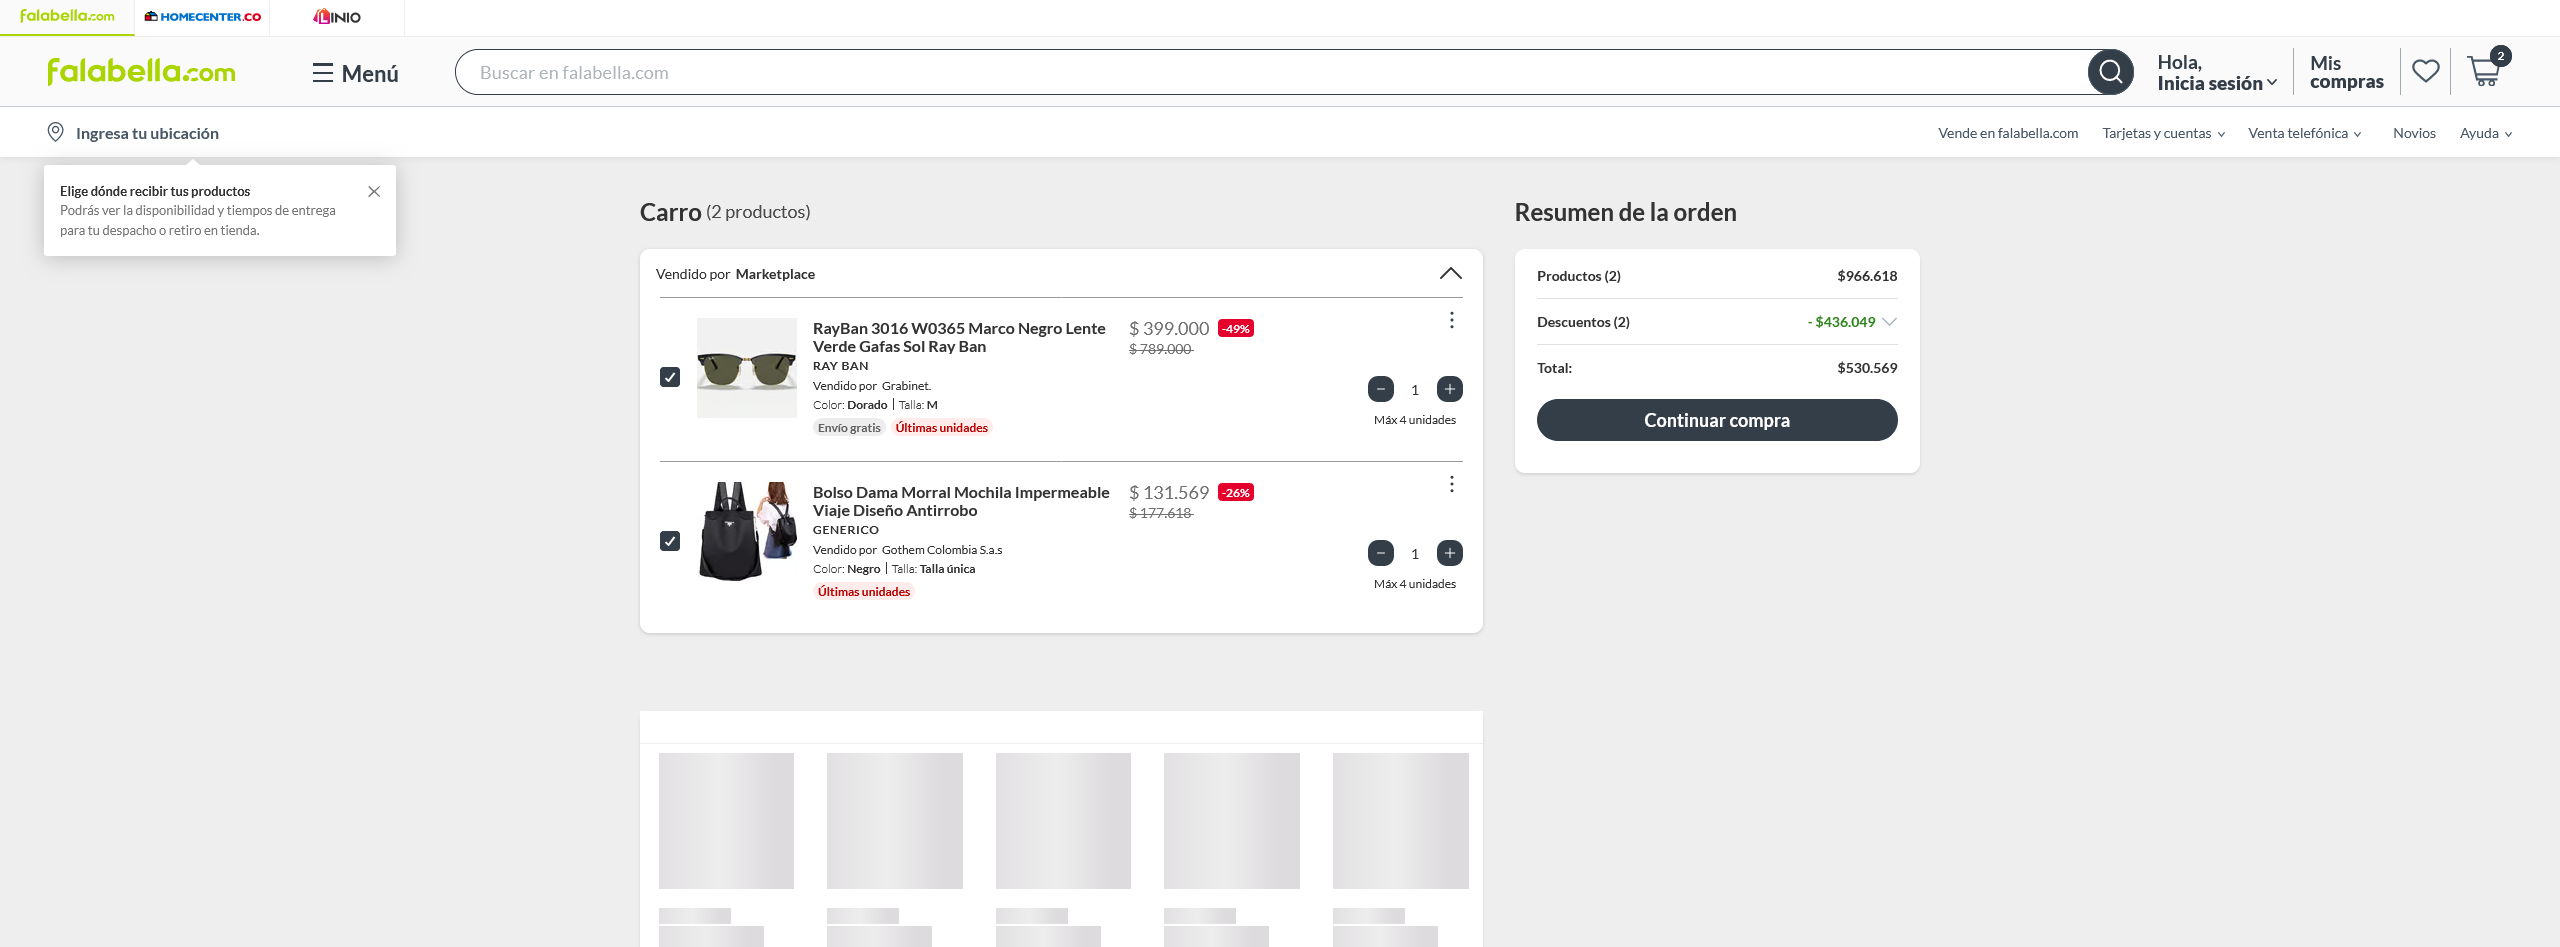 falabella.com
HOMECENTER.CO
LINIO
falabella.com
Menú
Buscar en falabella.com
Hola,
Inicia sesión
Mis
compras
2
Ingresa tu ubicación
Vende en falabella.com
Tarjetas y cuentas
Venta telefónica
Novios
Ayuda
Elige dónde recibir tus productos
Podrás ver la disponibilidad y tiempos de entrega
para tu despacho o retiro en tienda.
Carro (2 productos)
Vendido por Marketplace
RayBan 3016 W0365 Marco Negro Lente
Verde Gafas Sol Ray Ban
RAY BAN
Vendido por Grabinet.
Color: Dorado | Talla: M
Envío gratis Últimas unidades
$ 399.000 -49%
$ 789.000
1
Máx 4 unidades
Bolso Dama Morral Mochila Impermeable
Viaje Diseño Antirrobo
GENERICO
Vendido por Gothem Colombia S.a.s
Color: Negro | Talla: Talla única
Últimas unidades
$ 131.569 -26%
$ 177.618
1
Máx 4 unidades
Resumen de la orden
Productos (2) $966.618
Descuentos (2) - $436.049
Total: $530.569
Continuar compra